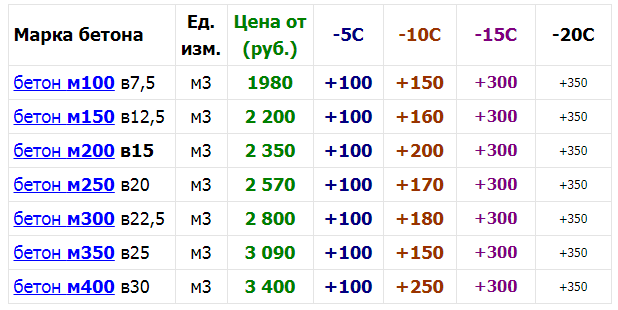 Марка бетона Ед. изм. Цена от (руб.) -5С -10С -15С -20С
бетон м100 в7,5 м3 1980 +100 +150 +300 +350
бетон м150 в12,5 м3 2 200 +100 +160 +300 +350
бетон м200 в15 м3 2 350 +100 +200 +300 +350
бетон м250 в20 м3 2 570 +100 +170 +300 +350
бетон м300 в22,5 м3 2 800 +100 +180 +300 +350
бетон м350 в25 м3 3 090 +100 +150 +300 +350
бетон м400 в30 м3 3 400 +100 +250 +300 +350